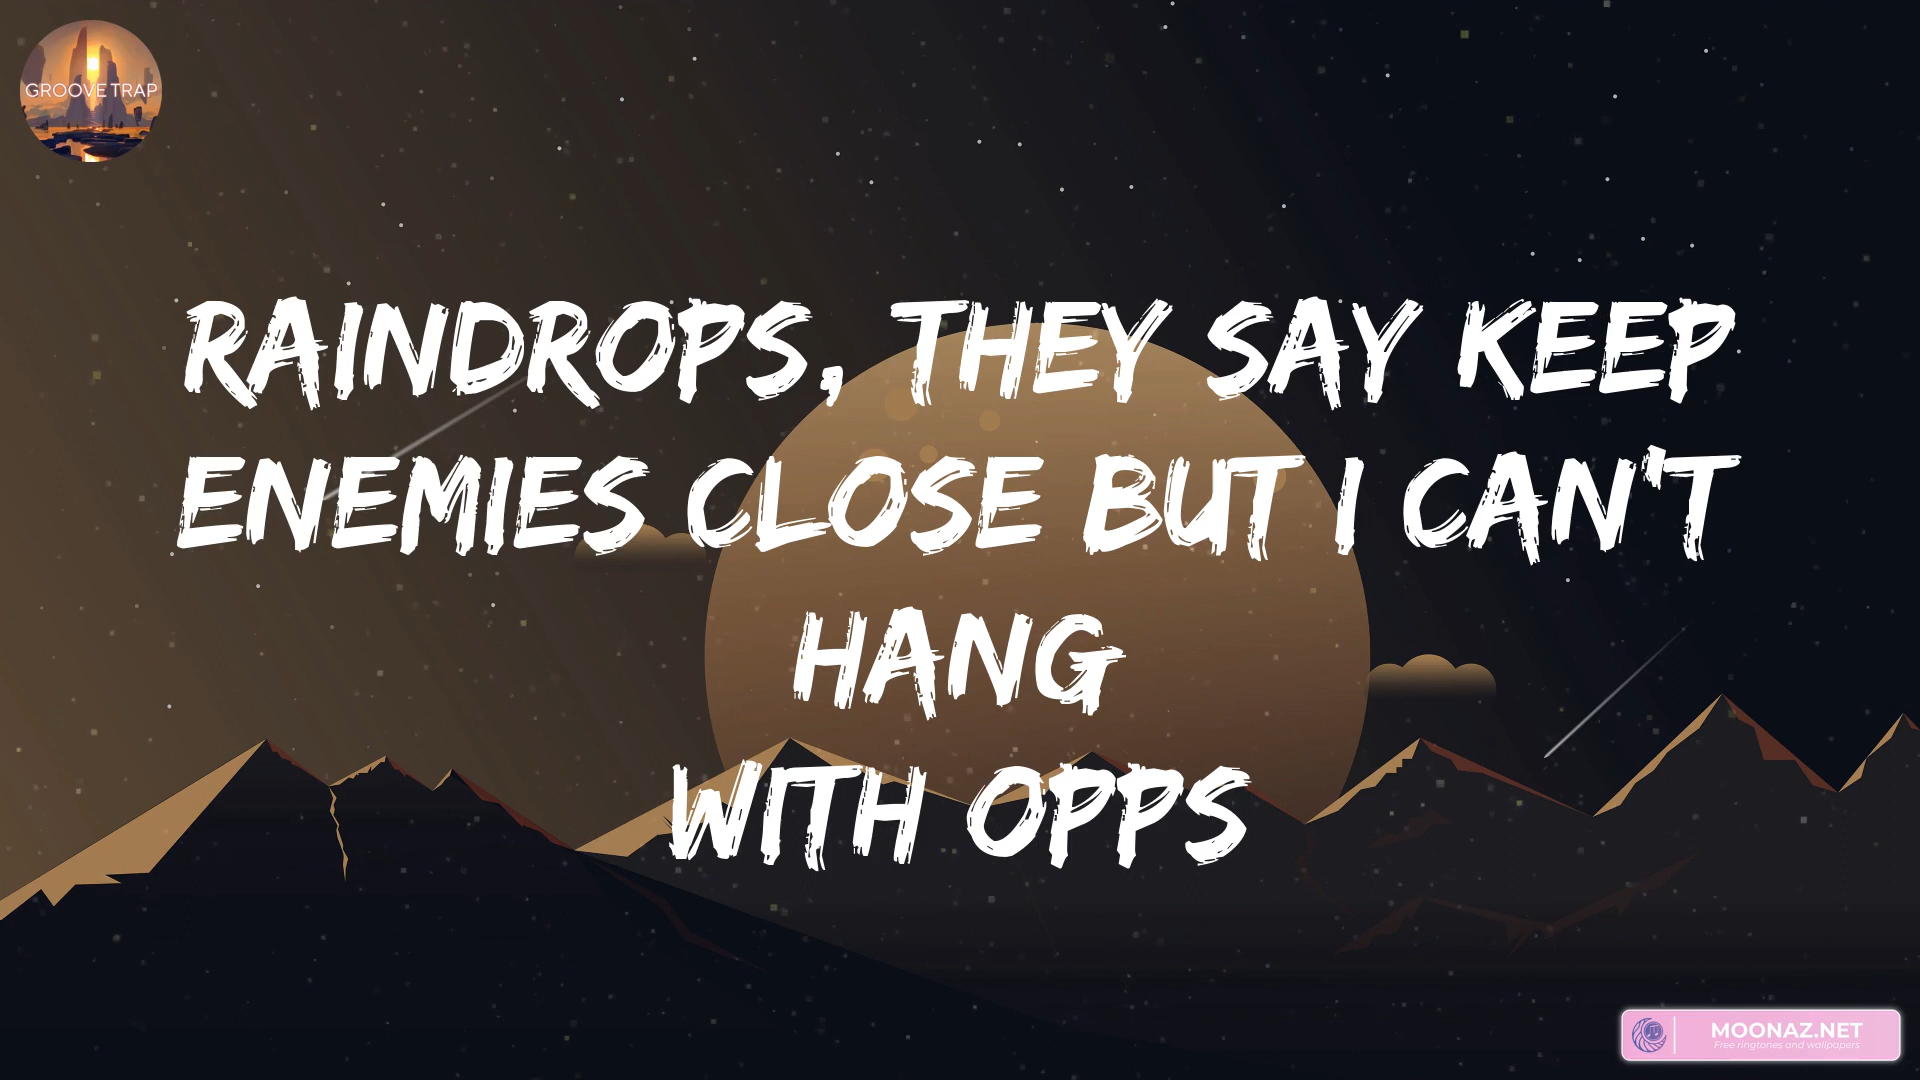 GROOVE TRAP
RAINDROPS, THEY SAY KEEP
ENEMIES CLOSE BUT I CAN'T
HANG
WITH OPPS
MOONAZ.NET
Free ringtones and wallpapers